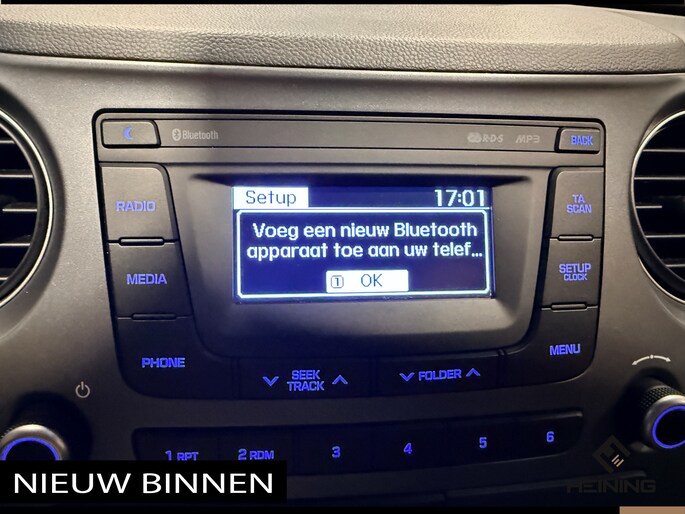 Bluetooth
R·D·S
MP3
BACK
RADIO
Setup
17:01
TA
SCAN
Voeg een nieuw Bluetooth
apparaat toe aan uw telef...
1 OK
MEDIA
SETUP
CLOCK
PHONE
MENU
SEEK
TRACK
FOLDER
1 RPT
2 RDM
3
4
5
6
NIEUW BINNEN
HEINING